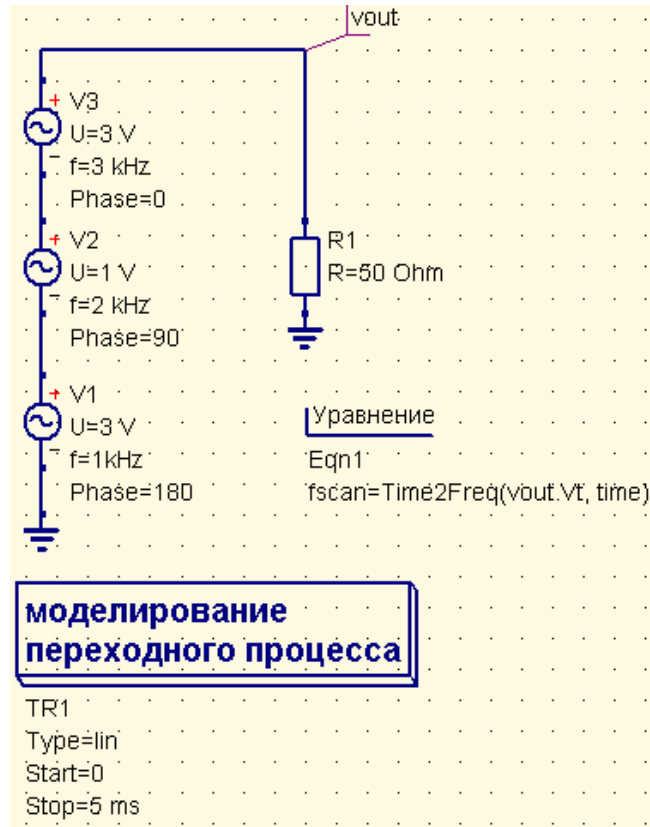 vout
V3
U=3 V
f=3 kHz
Phase=0
V2
U=1 V
f=2 kHz
Phase=90
R1
R=50 Ohm
V1
U=3 V
f=1kHz
Phase=180
Уравнение
Eqn1
fscan=Time2Freq(vout.Vt, time)
моделирование
переходного процесса
TR1
Type=lin
Start=0
Stop=5 ms